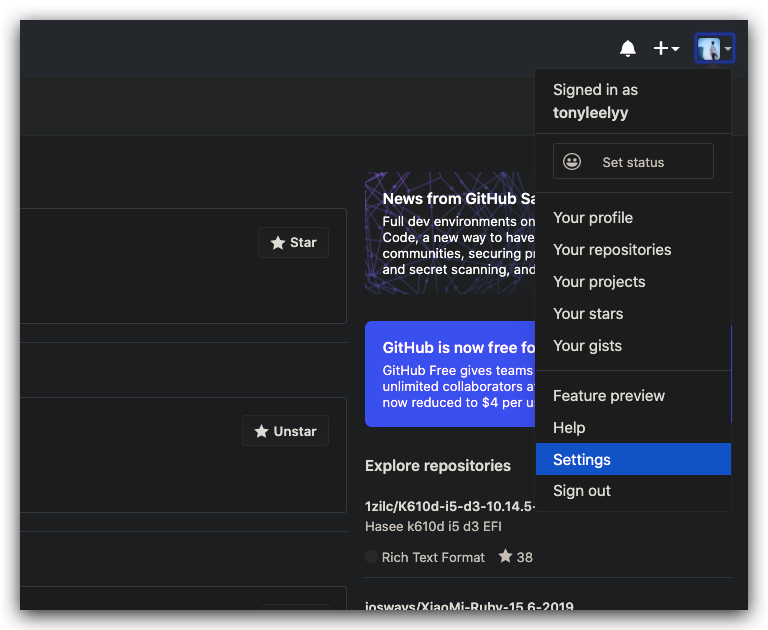 Signed in as
tonyleelyy
Set status
Your profile
Your repositories
Your projects
Your stars
Your gists
Feature preview
Help
Settings
Sign out
Star
Unstar
News from GitHub Sa
Full dev environments on
Code, a new way to have
communities, securing pr
and secret scanning, and
GitHub is now free fo
GitHub Free gives teams
unlimited collaborators a
now reduced to $4 per us
Explore repositories
1zilc/K610d-i5-d3-10.14.5-
Hasee k610d i5 d3 EFI
Rich Text Format 38
josways/XiaoMi-Ruby-15.6-2019